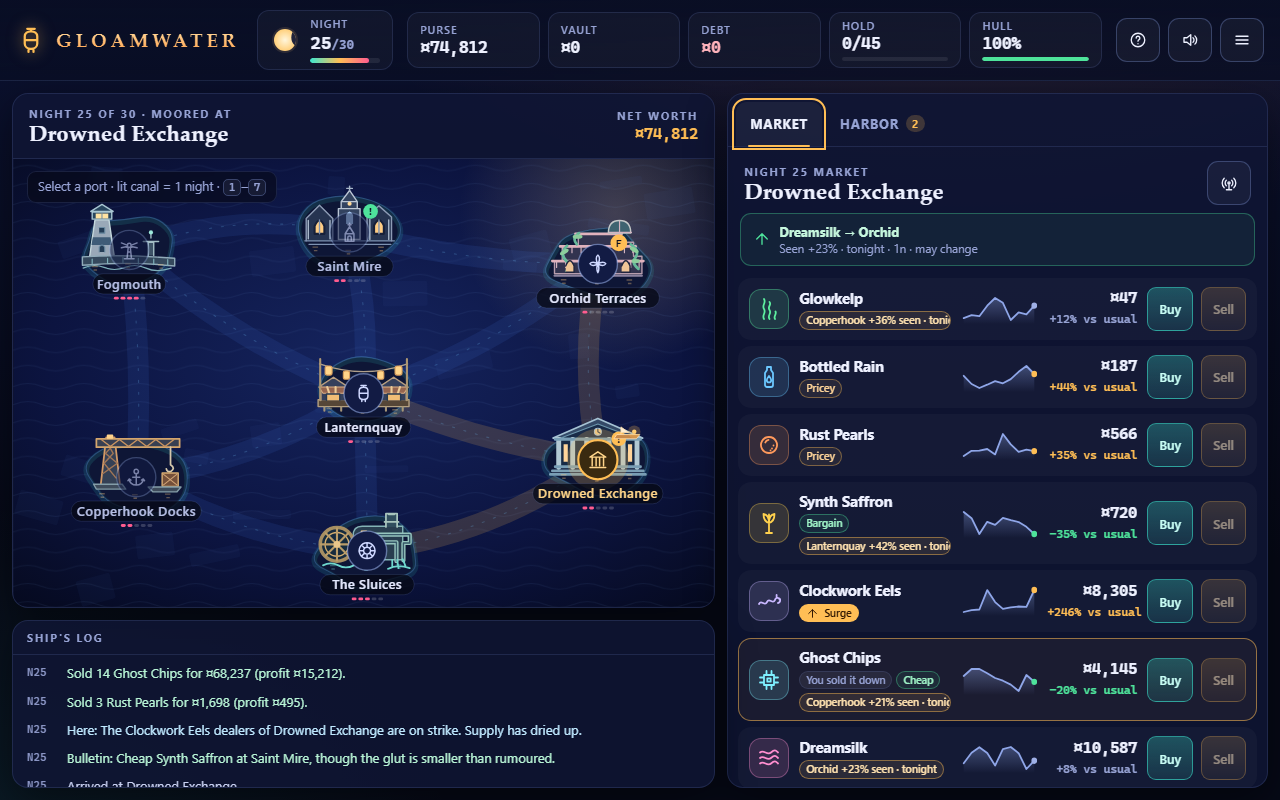 GLOAMWATER
NIGHT
25/30
PURSE
¤74,812
VAULT
¤0
DEBT
¤0
HOLD
0/45
HULL
100%
NIGHT 25 OF 30 · MOORED AT
Drowned Exchange
NET WORTH
¤74,812
Select a port · lit canal = 1 night · 1–7
Fogmouth
Saint Mire
!
F
Orchid Terraces
Lanternquay
Drowned Exchange
Copperhook Docks
The Sluices
SHIP'S LOG
N25 Sold 14 Ghost Chips for ¤68,237 (profit ¤15,212).
N25 Sold 3 Rust Pearls for ¤1,698 (profit ¤495).
N25 Here: The Clockwork Eels dealers of Drowned Exchange are on strike. Supply has dried up.
N25 Bulletin: Cheap Synth Saffron at Saint Mire, though the glut is smaller than rumoured.
N25 Arrived at Drowned Exchange
MARKET
HARBOR 2
NIGHT 25 MARKET
Drowned Exchange
Dreamsilk → Orchid
Seen +23% · tonight · 1n · may change
Glowkelp
Copperhook +36% seen · toni
¤47
+12% vs usual
Buy
Sell
Bottled Rain
Pricey
¤187
+44% vs usual
Buy
Sell
Rust Pearls
Pricey
¤566
+35% vs usual
Buy
Sell
Synth Saffron
Bargain
Lanternquay +42% seen · toni
¤720
−35% vs usual
Buy
Sell
Clockwork Eels
Surge
¤8,305
+246% vs usual
Buy
Sell
Ghost Chips
You sold it down
Cheap
Copperhook +21% seen · tonig
¤4,145
−20% vs usual
Buy
Sell
Dreamsilk
Orchid +23% seen · tonight
¤10,587
+8% vs usual
Buy
Sell